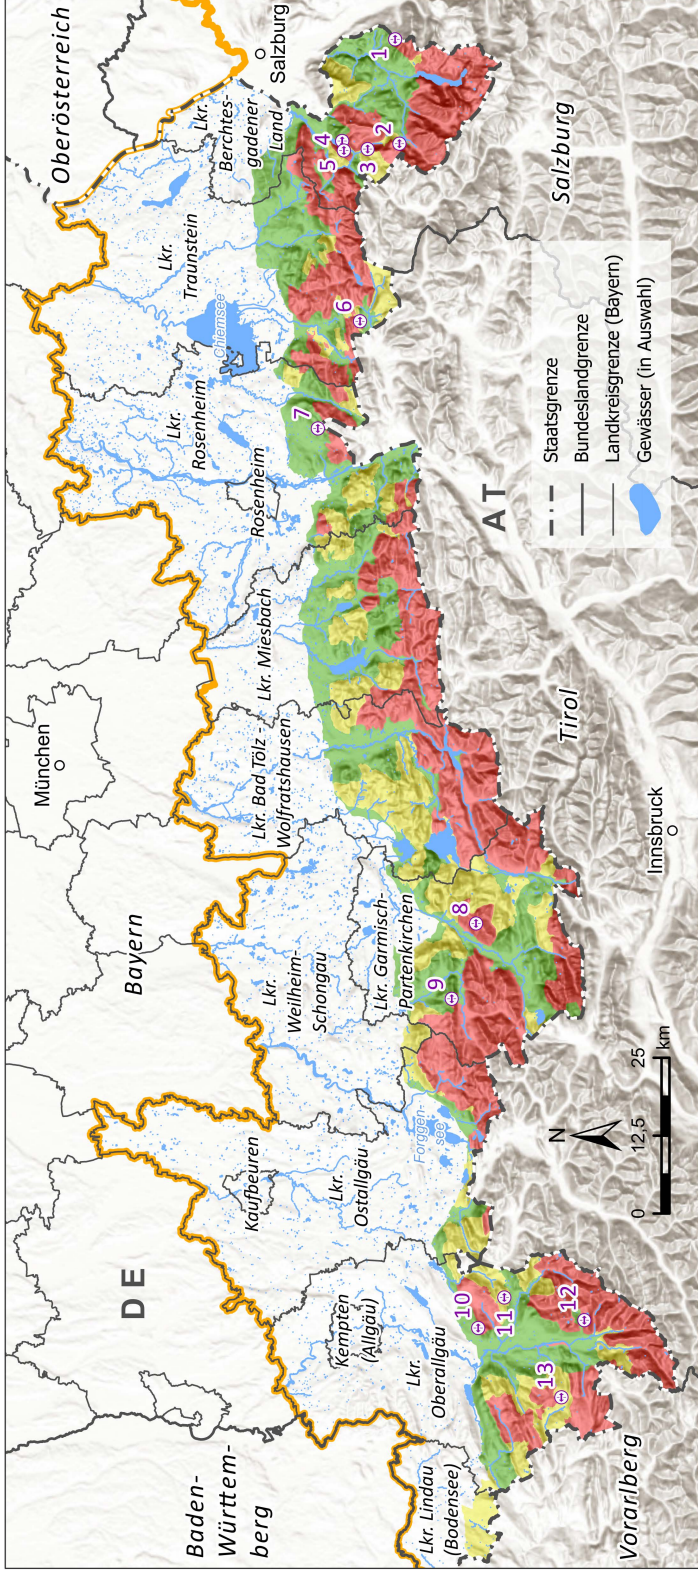 Baden-
Württem-
berg
DE
Bayern
München
Oberösterreich
Salzburg
Lkr. Lindau
(Bodensee)
Kempten
(Allgäu)
Lkr.
Oberallgäu
Kaufbeuren
Lkr.
Ostallgäu
Forggen-
see
Lkr.
Weilheim-
Schongau
Lkr. Garmisch-
Partenkirchen
Lkr. Bad Tölz -
Wolfratshausen
Lkr. Miesbach
Rosenheim
Lkr.
Rosenheim
Chiemsee
Lkr.
Traunstein
Lkr.
Berchtes-
gadener
Land
13
12
11
10
9
8
7
6
5
4
3
2
1
Vorarlberg
Innsbruck
Tirol
AT
Salzburg
N
0
12,5
25
km
Staatsgrenze
Bundeslandgrenze
Landkreisgrenze (Bayern)
Gewässer (in Auswahl)